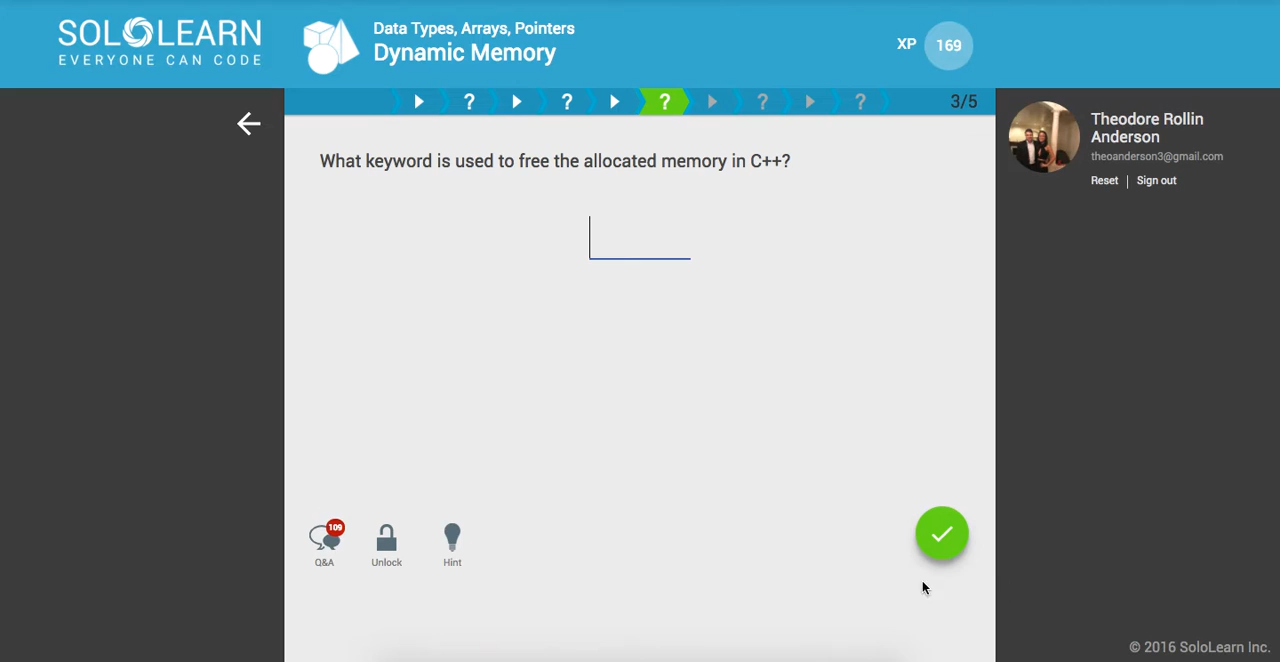 SOLOLEARN
EVERYONE CAN CODE
Data Types, Arrays, Pointers
Dynamic Memory
XP 169
? ? ? ? ? 3/5
What keyword is used to free the allocated memory in C++?
Theodore Rollin
Anderson
theoanderson3@gmail.com
Reset | Sign out
109
Q&A Unlock Hint
© 2016 SoloLearn Inc.